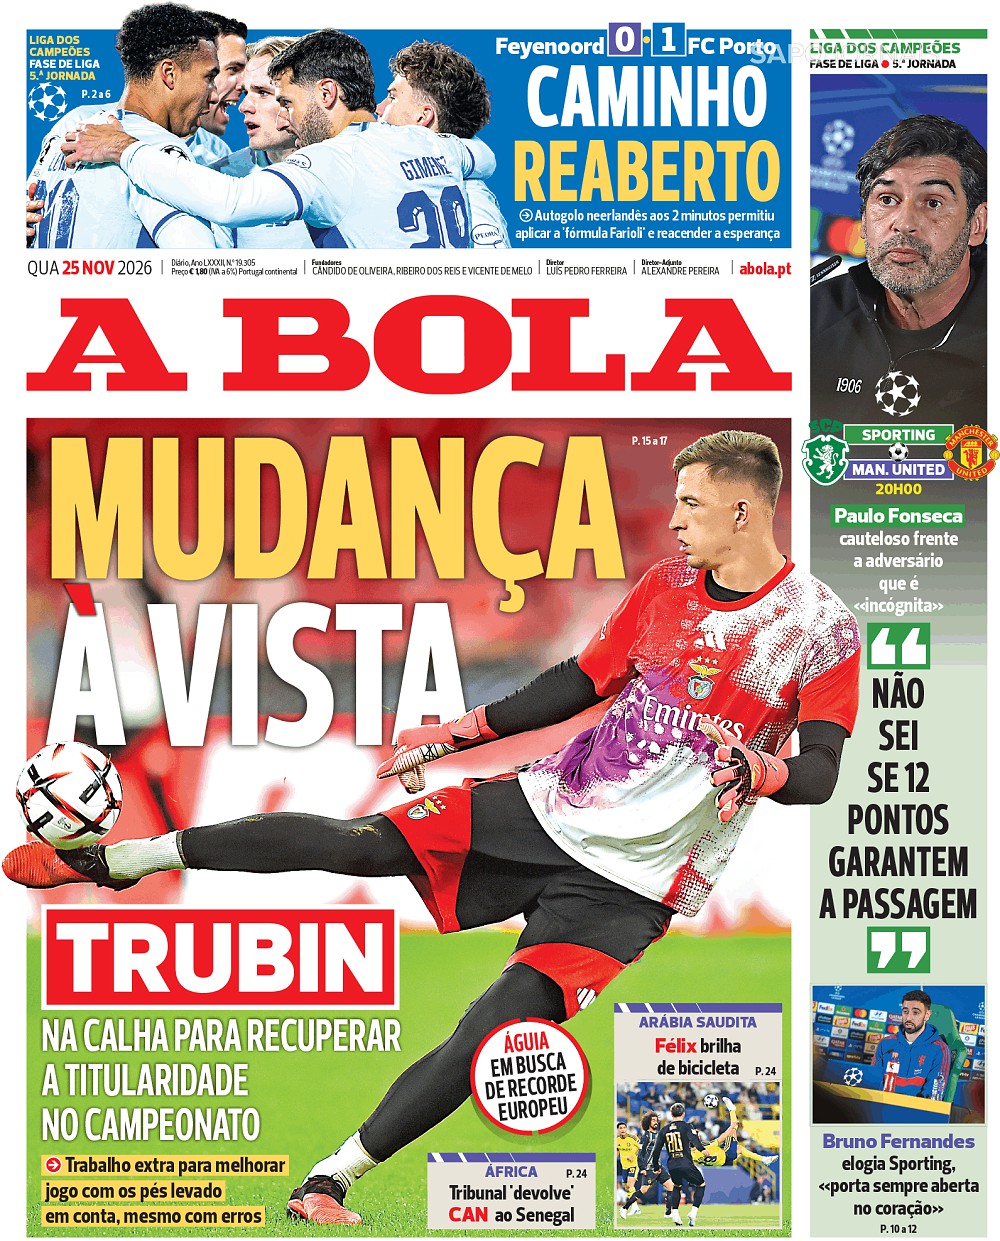 LIGA DOS
CAMPEÕES
FASE DE LIGA
5.ª JORNADA
P. 2 a 6
GIMENEZ
Feyenoord 0 1 FC Porto
CAMINHO
REABERTO
Autogolo neerlandês aos 2 minutos permitiu
aplicar a 'fórmula Farioli' e reacender a esperança
QUA 25 NOV 2026
Diário, Ano LXXXII, N.º 19.305
Preço € 1,80 (IVA a 6%) Portugal continental
Fundadores
CÂNDIDO DE OLIVEIRA, RIBEIRO DOS REIS E VICENTE DE MELO
Diretor
LUÍS PEDRO FERREIRA
Diretor-Adjunto
ALEXANDRE PEREIRA
abola.pt
A BOLA
MUDANÇA
À VISTA
P. 15 a 17
Emirates
TRUBIN
NA CALHA PARA RECUPERAR
A TITULARIDADE
NO CAMPEONATO
Trabalho extra para melhorar
jogo com os pés levado
em conta, mesmo com erros
ÁGUIA
EM BUSCA
DE RECORDE
EUROPEU
ÁFRICA
P. 24
Tribunal 'devolve'
CAN ao Senegal
ARÁBIA SAUDITA
Félix brilha
de bicicleta
P. 24
LIGA DOS CAMPEÕES
FASE DE LIGA • 5.ª JORNADA
1906
SCP
SPORTING
MAN. UNITED
MANCHESTER
UNITED
20H00
Paulo Fonseca
cauteloso frente
a adversário
que é
«incógnita»
“
NÃO
SEI
SE 12
PONTOS
GARANTEM
A PASSAGEM
”
Bruno Fernandes
elogia Sporting,
«porta sempre aberta
no coração»
P. 10 a 12